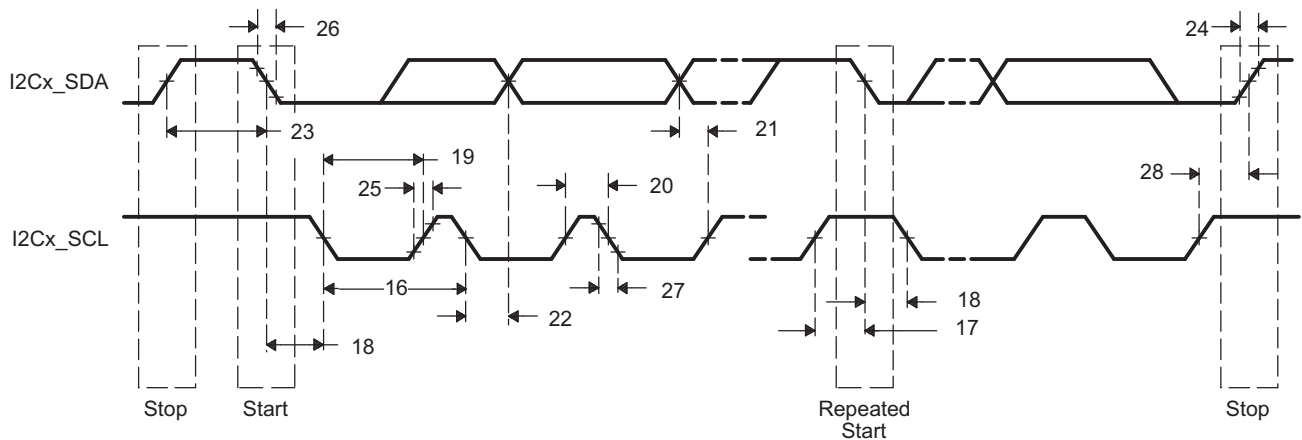 26
24
I2Cx_SDA
23
21
19
25
20
28
I2Cx_SCL
16
27
18
22
17
18
Stop
Start
Repeated
Start
Stop